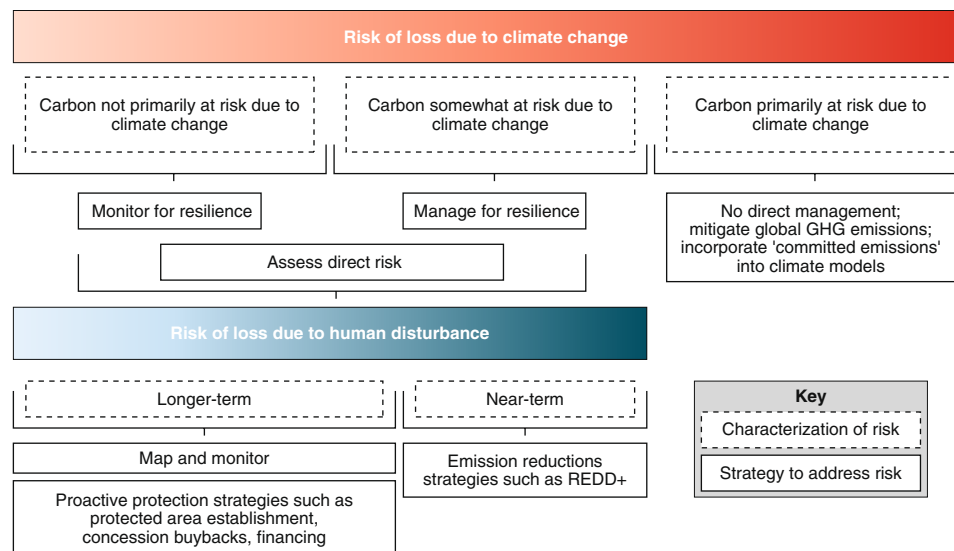 Risk of loss due to climate change
Carbon not primarily at risk due to
climate change
Carbon somewhat at risk due to
climate change
Carbon primarily at risk due to
climate change
Monitor for resilience
Manage for resilience
No direct management;
mitigate global GHG emissions;
incorporate 'committed emissions'
into climate models
Assess direct risk
Risk of loss due to human disturbance
Longer-term
Near-term
Map and monitor
Proactive protection strategies such as
protected area establishment,
concession buybacks, financing
Emission reductions
strategies such as REDD+
Key
Characterization of risk
Strategy to address risk